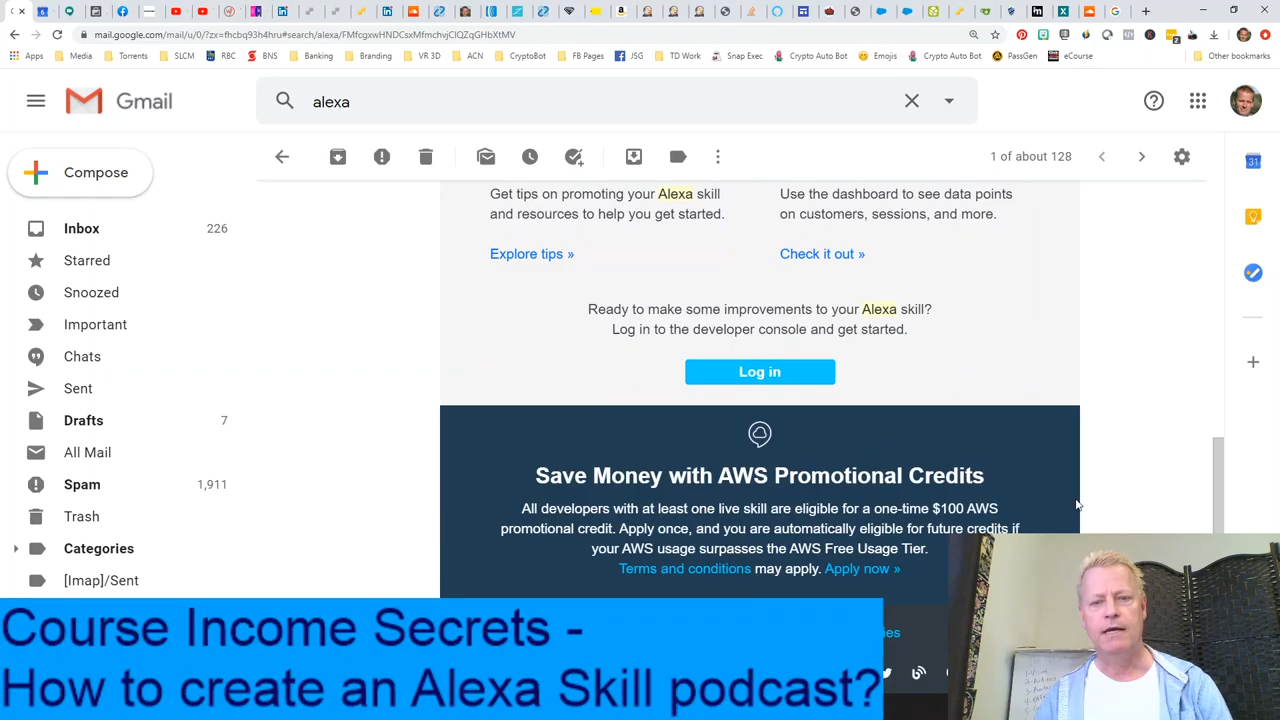 mail.google.com/mail/u/0/?zx=fhcbq93h4hru#search/alexa/FMfcgxwHNDCsxMfmchvjClQZqGHbXtMV
Apps Media Torrents SLCM RBC BNS Banking Branding VR 3D ACN CryptoBot FB Pages JSG TD Work Snap Exec Crypto Auto Bot Emojis Crypto Auto Bot PassGen eCourse Other bookmarks
Gmail
alexa
Compose
1 of about 128
Inbox 226
Starred
Snoozed
Important
Chats
Sent
Drafts 7
All Mail
Spam 1,911
Trash
Categories
[Imap]/Sent
Get tips on promoting your Alexa skill
and resources to help you get started.
Explore tips »
Use the dashboard to see data points
on customers, sessions, and more.
Check it out »
Ready to make some improvements to your Alexa skill?
Log in to the developer console and get started.
Log in
Save Money with AWS Promotional Credits
All developers with at least one live skill are eligible for a one-time $100 AWS
promotional credit. Apply once, and you are automatically eligible for future credits if
your AWS usage surpasses the AWS Free Usage Tier.
Terms and conditions may apply. Apply now »
31
Course Income Secrets -
How to create an Alexa Skill podcast?